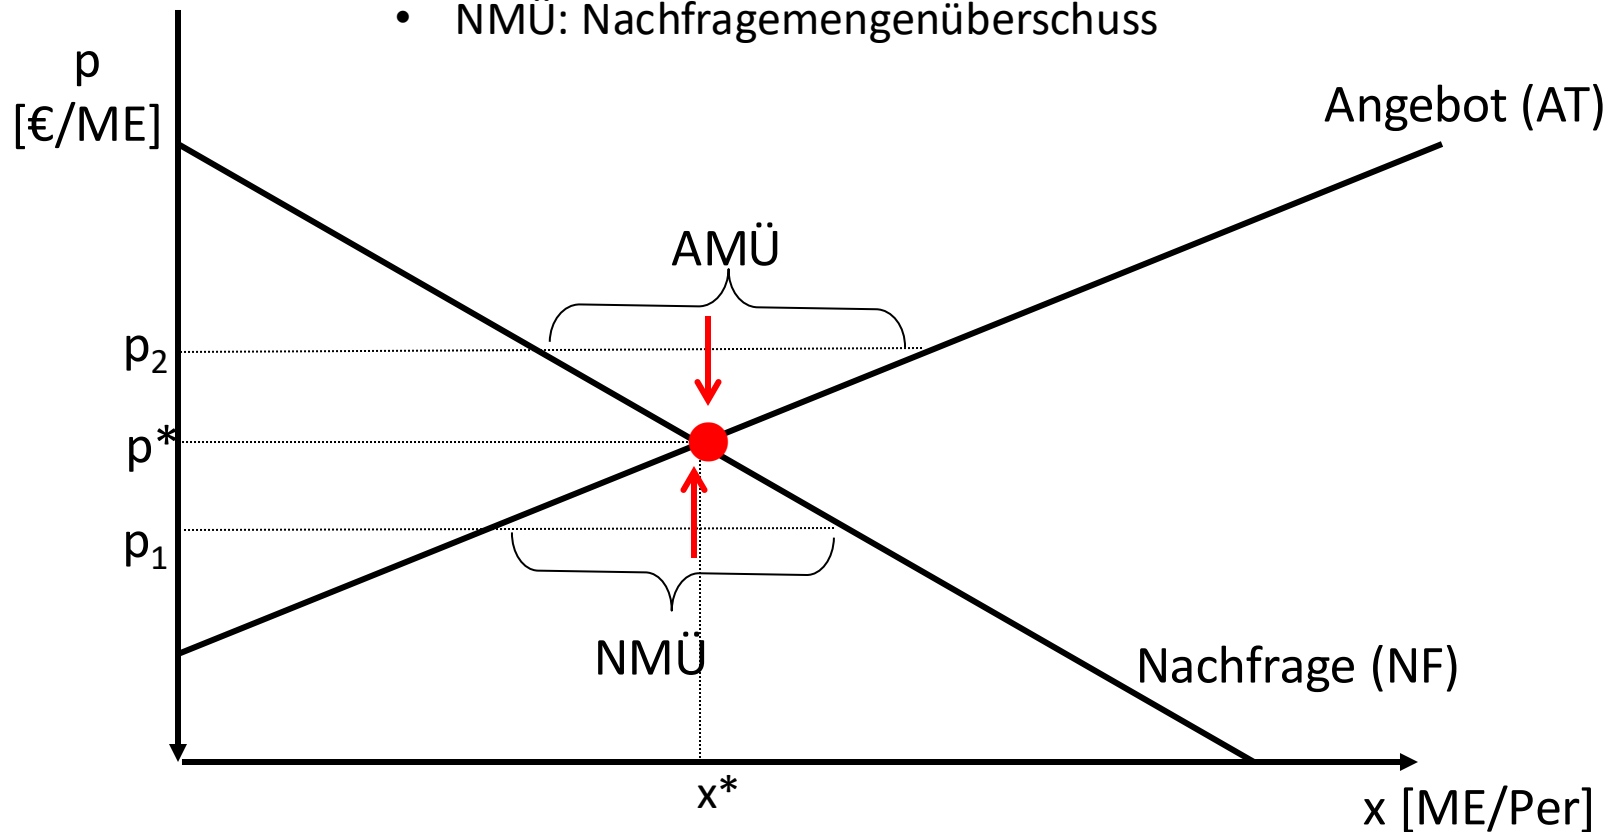 • NMÜ: Nachfragemengenüberschuss
p
[€/ME]
Angebot (AT)
AMÜ
p₂
p*
p₁
NMÜ
Nachfrage (NF)
x*
x [ME/Per]